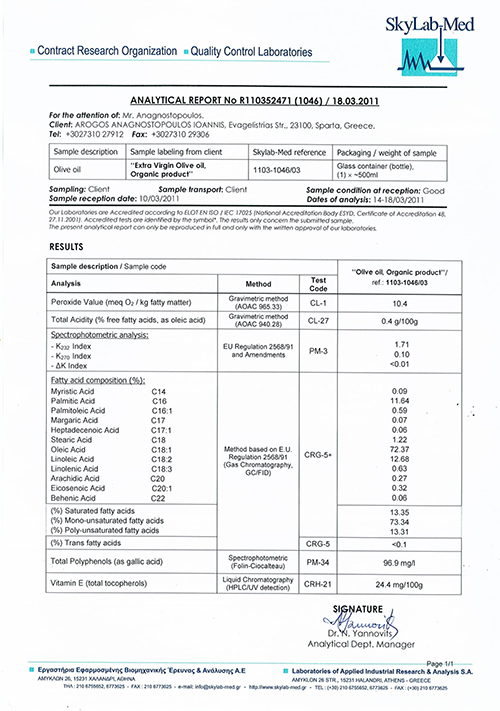 SkyLab-Med
Contract Research Organization Quality Control Laboratories
ANALYTICAL REPORT No R110352471 (1046) / 18.03.2011
For the attention of: Mr. Anagnostopoulos.
Client: AROGOS ANAGNOSTOPOULOS IOANNIS, Evagelistrias Str., 23100, Sparta, Greece.
Tel: +3027310 27912 Fax: +3027310 29306
Sample description Sample labeling from client Skylab-Med reference Packaging / weight of sample
Olive oil "Extra Virgin Olive oil, Organic product" 1103-1046/03 Glass container (bottle), (1) × ~500ml
Sampling: Client Sample transport: Client Sample condition at reception: Good
Sample reception date: 10/03/2011 Dates of analysis: 14-18/03/2011
Our Laboratories are Accredited according to ELOT EN ISO / IEC 17025 (National Accreditation Body ESYD, Certificate of Accreditation 48,
27.11.2001). Accredited tests are identified by the symbol*. The results only concern the submitted sample.
The present analytical report can only be reproduced in full and only with the written approval of our laboratories.
RESULTS
Sample description / Sample code "Olive oil, Organic product"/ ref.: 1103-1046/03
Analysis Method Test Code
Peroxide Value (meq O₂ / kg fatty matter) Gravimetric method (AOAC 965.33) CL-1 10.4
Total Acidity (% free fatty acids, as oleic acid) Gravimetric method (AOAC 940.28) CL-27 0.4 g/100g
Spectrophotometric analysis: EU Regulation 2568/91 and Amendments PM-3
- K₂₃₂ Index 1.71
- K₂₇₀ Index 0.10
- ΔK Index <0.01
Fatty acid composition (%): Method based on E.U. Regulation 2568/91 (Gas Chromatography, GC/FID) CRG-5+
Myristic Acid C14 0.09
Palmitic Acid C16 11.64
Palmitoleic Acid C16:1 0.59
Margaric Acid C17 0.07
Heptadecenoic Acid C17:1 0.06
Stearic Acid C18 1.22
Oleic Acid C18:1 72.37
Linoleic Acid C18:2 12.68
Linolenic Acid C18:3 0.63
Arachidic Acid C20 0.27
Eicosenoic Acid C20:1 0.32
Behenic Acid C22 0.06
(%) Saturated fatty acids 13.35
(%) Mono-unsaturated fatty acids 73.34
(%) Poly-unsaturated fatty acids 13.31
(%) Trans fatty acids CRG-5 <0.1
Total Polyphenols (as gallic acid) Spectrophotometric (Folin-Ciocalteau) PM-34 96.9 mg/l
Vitamin E (total tocopherols) Liquid Chromatography (HPLC/UV detection) CRH-21 24.4 mg/100g
SIGNATURE
Dr. N. Yannovits
Analytical Dept. Manager
Page 1/1
Εργαστήρια Εφαρμοσμένης Βιομηχανικής Έρευνας & Ανάλυσης Α.Ε Laboratories of Applied Industrial Research & Analysis S.A.
ΑΜΥΚΛΩΝ 26, 15231 ΧΑΛΑΝΔΡΙ, ΑΘΗΝΑ AMYKLON 26 STR., 15231 HALANDRI, ATHENS - GREECE
ΤΗΛ : 210 6755652, 6773625 - FAX : 210 6773625 - e-mail: info@skylab-med.gr - http://www.skylab-med.gr - TEL : (+30) 210 6755652, 6773625 - FAX : (+30) 210 6773625